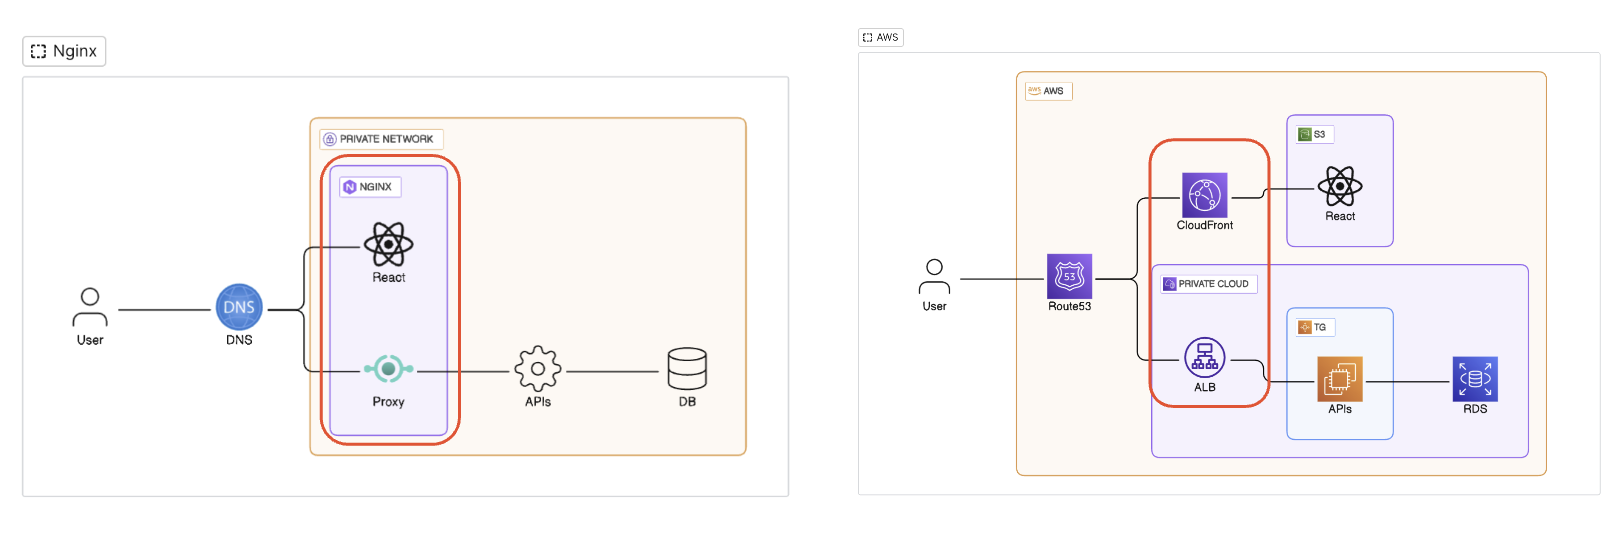 Nginx
PRIVATE NETWORK
NGINX
React
User
DNS
DNS
Proxy
APIs
DB
AWS
aws AWS
S3
CloudFront
React
User
53
Route53
PRIVATE CLOUD
TG
ALB
APIs
RDS